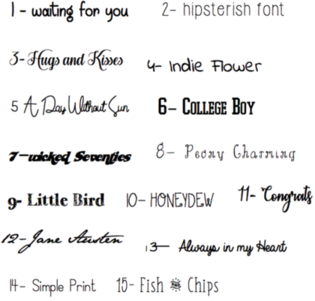 1 - waiting for you
2- hipsterish font
3- Hugs and Kisses
4- Indie Flower
5 A Day Without Sun
6- College Boy
7-wicked Seventies
8- Peony Charming
9- Little Bird
10- HONEYDEW
11- Congrats
12-Jane Austen
13- Always in my Heart
14- Simple Print
15- Fish & Chips